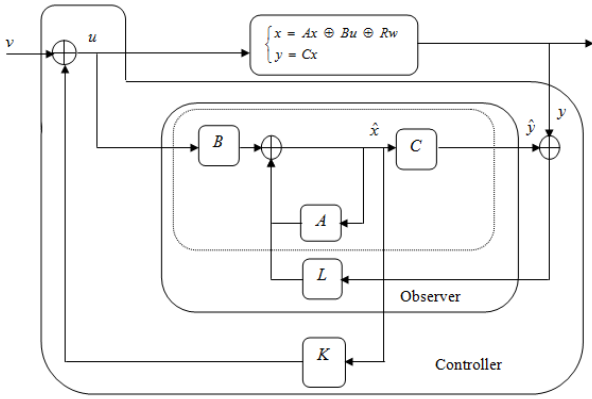 x = Ax ⊕ Bu ⊕ Rw
y = Cx
v
u
y
B
x̂
C
ŷ
A
L
Observer
K
Controller